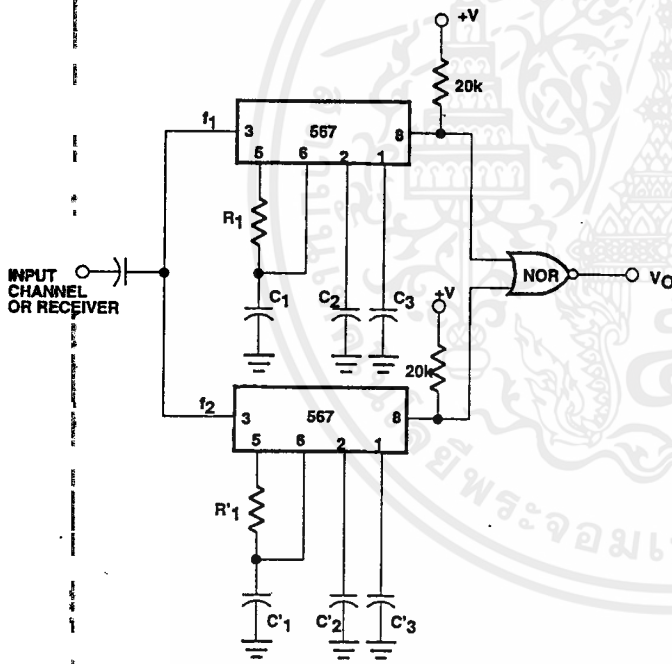 +V
20k
f1
3 567 8
5 6 2 1
R1
INPUT
CHANNEL
OR RECEIVER
C1 C2 C3
NOR
VO
+V
20k
f2
3 567 8
5 6 2 1
R'1
C'1 C'2 C'3